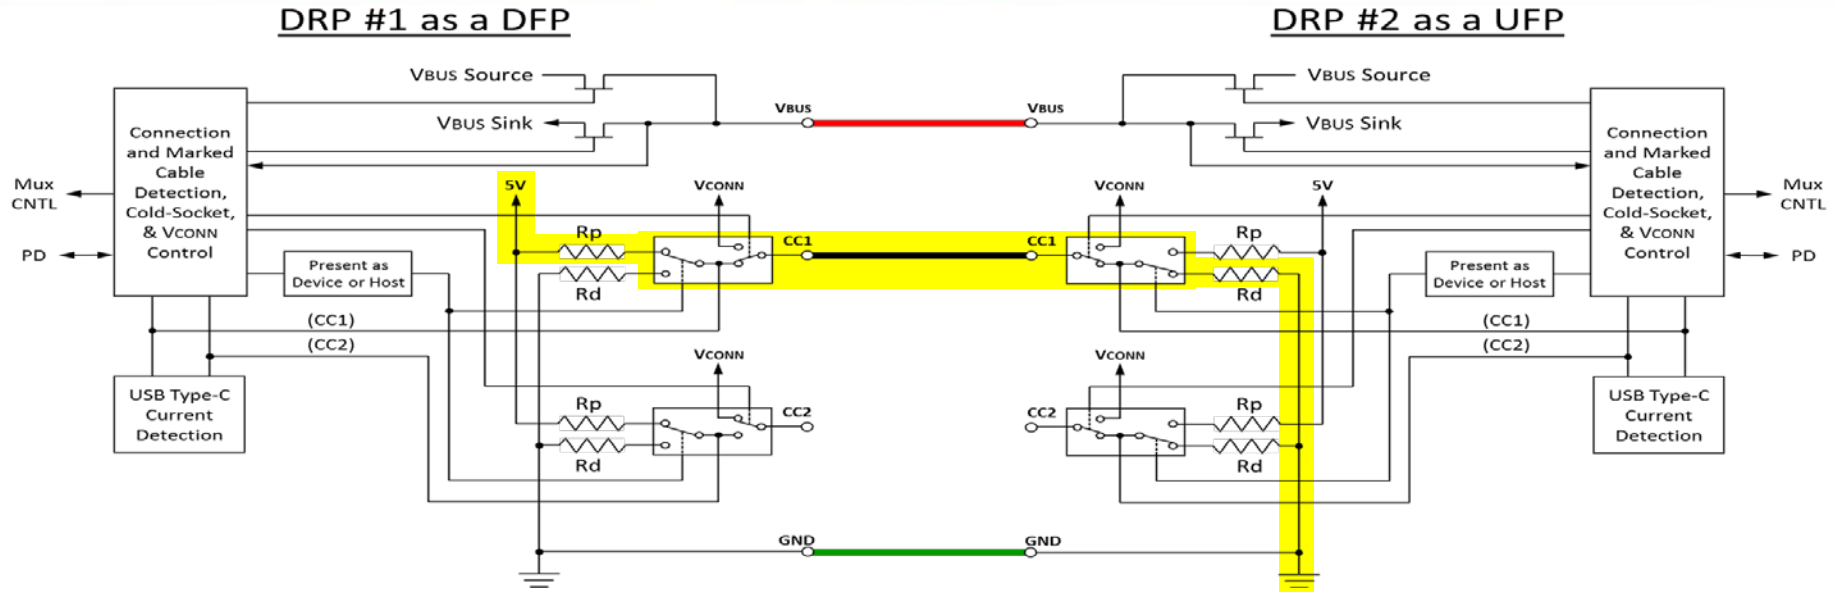 DRP #1 as a DFP
DRP #2 as a UFP
VBUS Source
VBUS Sink
VBUS
VBUS
VBUS Source
VBUS Sink
Connection
and Marked
Cable
Detection,
Cold-Socket,
& VCONN
Control
Mux
CNTL
PD
Present as
Device or Host
(CC1)
(CC2)
USB Type-C
Current
Detection
5V
VCONN
Rp
Rd
CC1
CC1
VCONN
5V
Rp
Rd
VCONN
Rp
Rd
CC2
CC2
VCONN
Rp
Rd
GND
GND
Connection
and Marked
Cable
Detection,
Cold-Socket,
& VCONN
Control
Mux
CNTL
PD
Present as
Device or Host
(CC1)
(CC2)
USB Type-C
Current
Detection